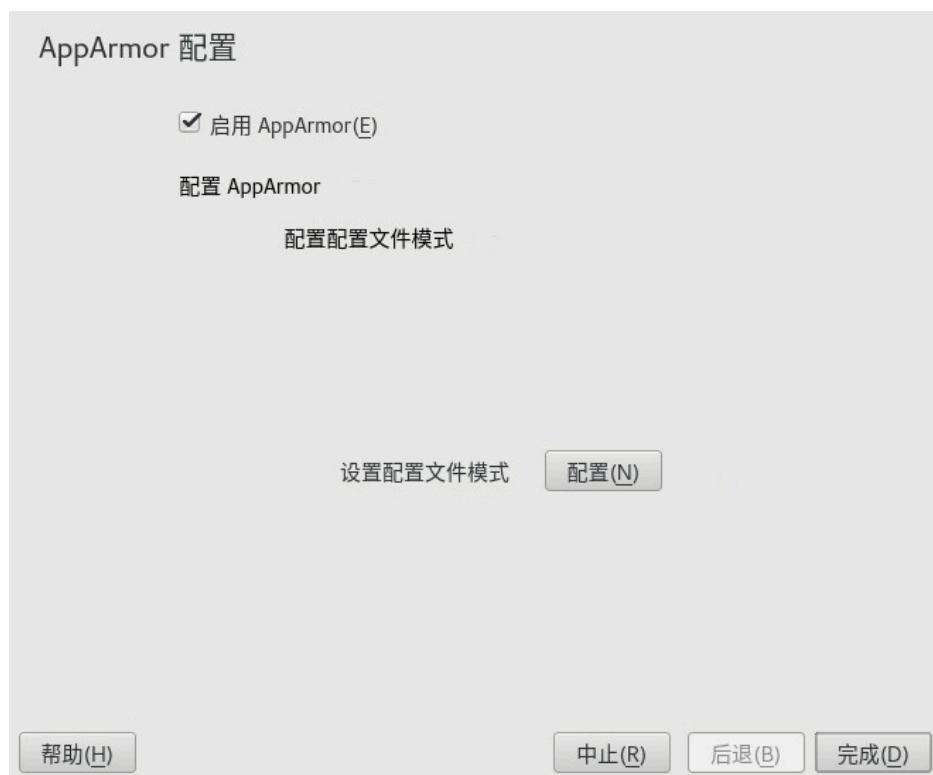 AppArmor 配置
启用 AppArmor(E)
配置 AppArmor
配置配置文件模式
设置配置文件模式 配置(N)
帮助(H) 中止(R) 后退(B) 完成(D)